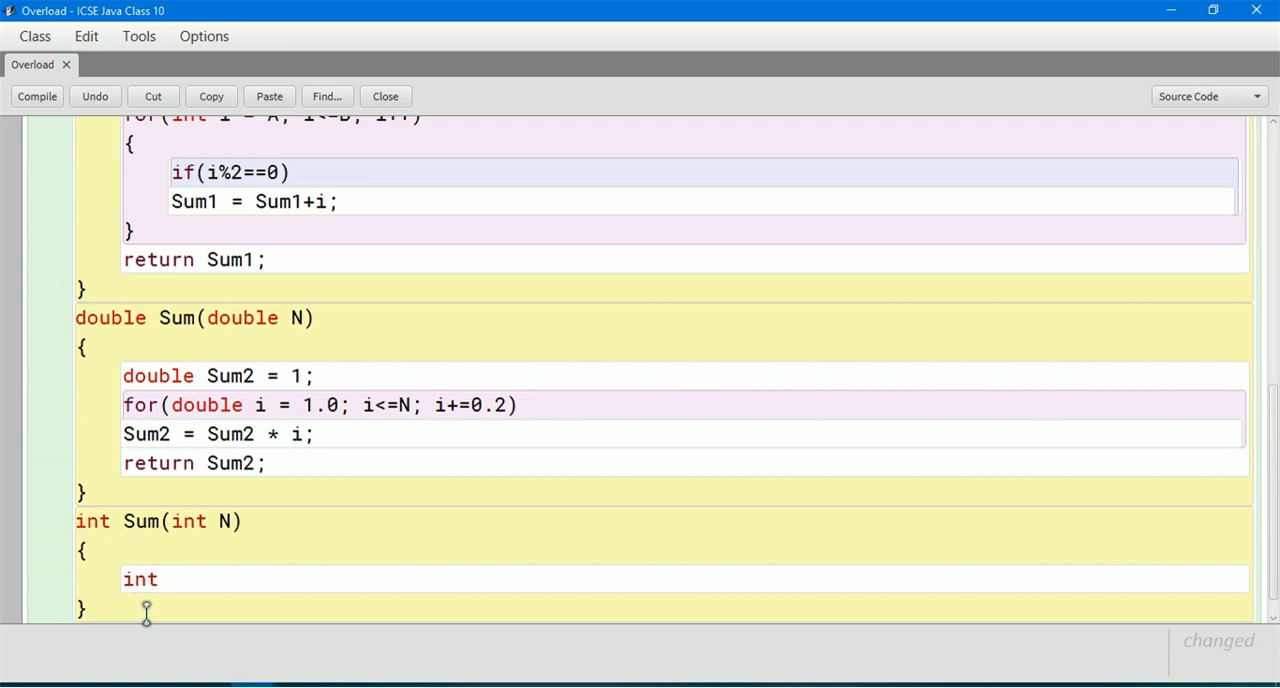 Overload - ICSE Java Class 10
Class Edit Tools Options
Overload
Compile Undo Cut Copy Paste Find... Close Source Code
for(int i = A; i<=B; i++)
{
if(i%2==0)
Sum1 = Sum1+i;
}
return Sum1;
}
double Sum(double N)
{
double Sum2 = 1;
for(double i = 1.0; i<=N; i+=0.2)
Sum2 = Sum2 * i;
return Sum2;
}
int Sum(int N)
{
int
}
changed